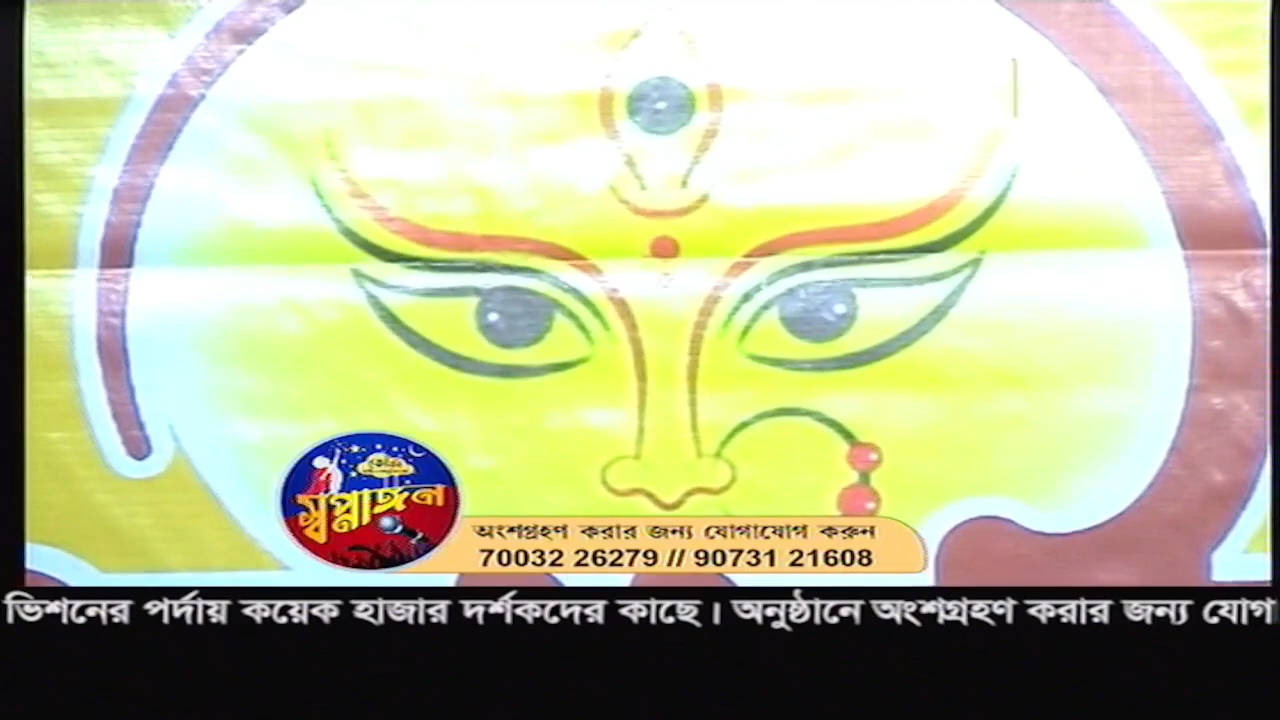 স্বপ্নাঙ্গন
অংশগ্রহণ করার জন্য যোগাযোগ করুন
70032 26279 // 90731 21608
ভিশনের পর্দায় কয়েক হাজার দর্শকদের কাছে। অনুষ্ঠানে অংশগ্রহণ করার জন্য যোগ